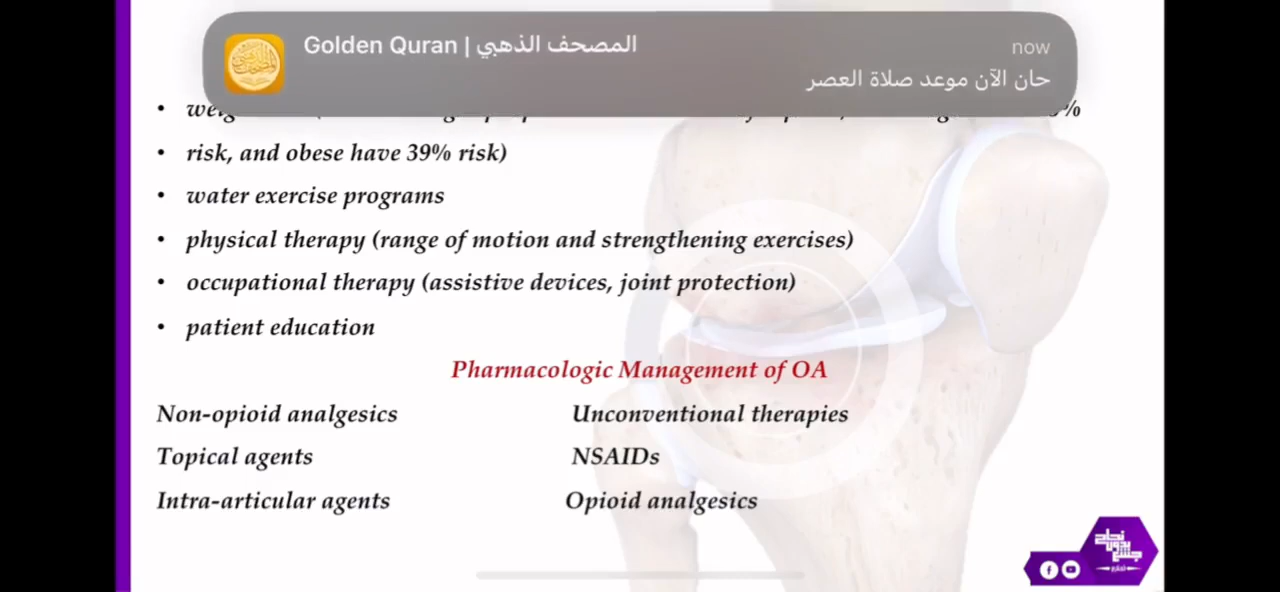 Golden Quran | المصحف الذهبي
now
حان الآن موعد صلاة العصر
• risk, and obese have 39% risk)
• water exercise programs
• physical therapy (range of motion and strengthening exercises)
• occupational therapy (assistive devices, joint protection)
• patient education
Pharmacologic Management of OA
Non-opioid analgesics Unconventional therapies
Topical agents NSAIDs
Intra-articular agents Opioid analgesics